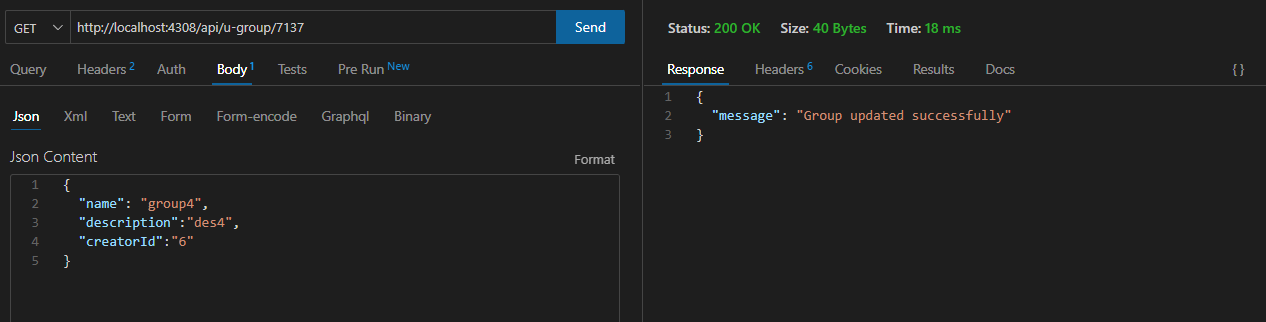 GET http://localhost:4308/api/u-group/7137 Send
Query Headers 2 Auth Body 1 Tests Pre Run New
Json Xml Text Form Form-encode Graphql Binary
Json Content Format
1 {
2 "name": "group4",
3 "description":"des4",
4 "creatorId":"6"
5 }
Status: 200 OK Size: 40 Bytes Time: 18 ms
Response Headers 6 Cookies Results Docs { }
1 {
2 "message": "Group updated successfully"
3 }